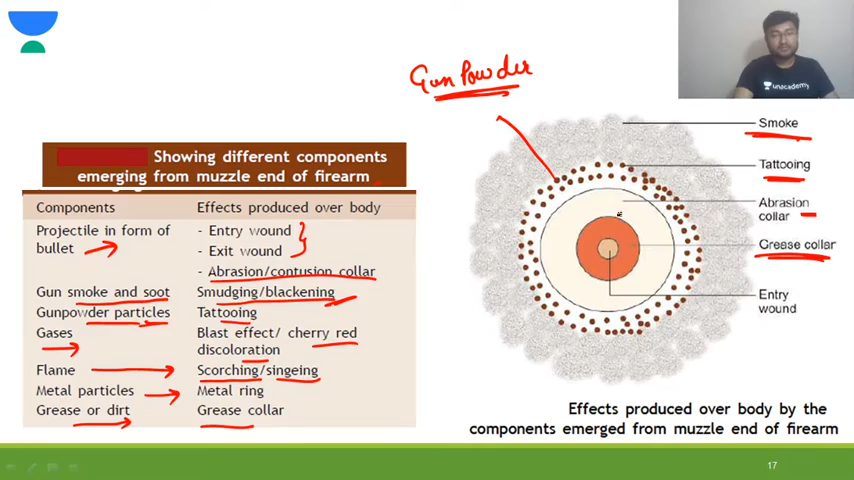 Gun Powder
unacademy
Showing different components
emerging from muzzle end of firearm
Components Effects produced over body
Projectile in form of - Entry wound
bullet - Exit wound
- Abrasion/contusion collar
Gun smoke and soot Smudging/blackening
Gunpowder particles Tattooing
Gases Blast effect/ cherry red
discoloration
Flame Scorching/singeing
Metal particles Metal ring
Grease or dirt Grease collar
Smoke
Tattooing
Abrasion
collar
Grease collar
Entry
wound
Effects produced over body by the
components emerged from muzzle end of firearm
17